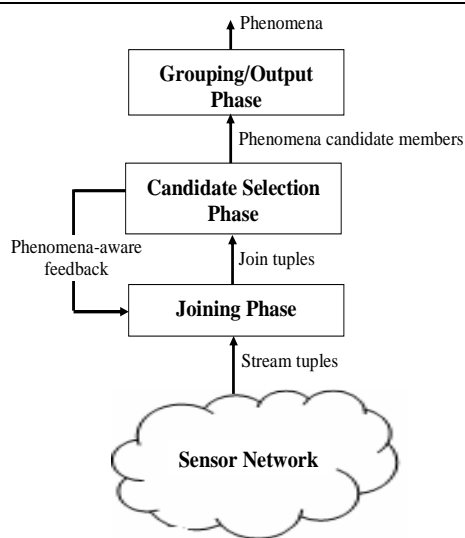 Phenomena
Grouping/Output
Phase
Phenomena candidate members
Candidate Selection
Phase
Phenomena-aware
feedback
Join tuples
Joining Phase
Stream tuples
Sensor Network